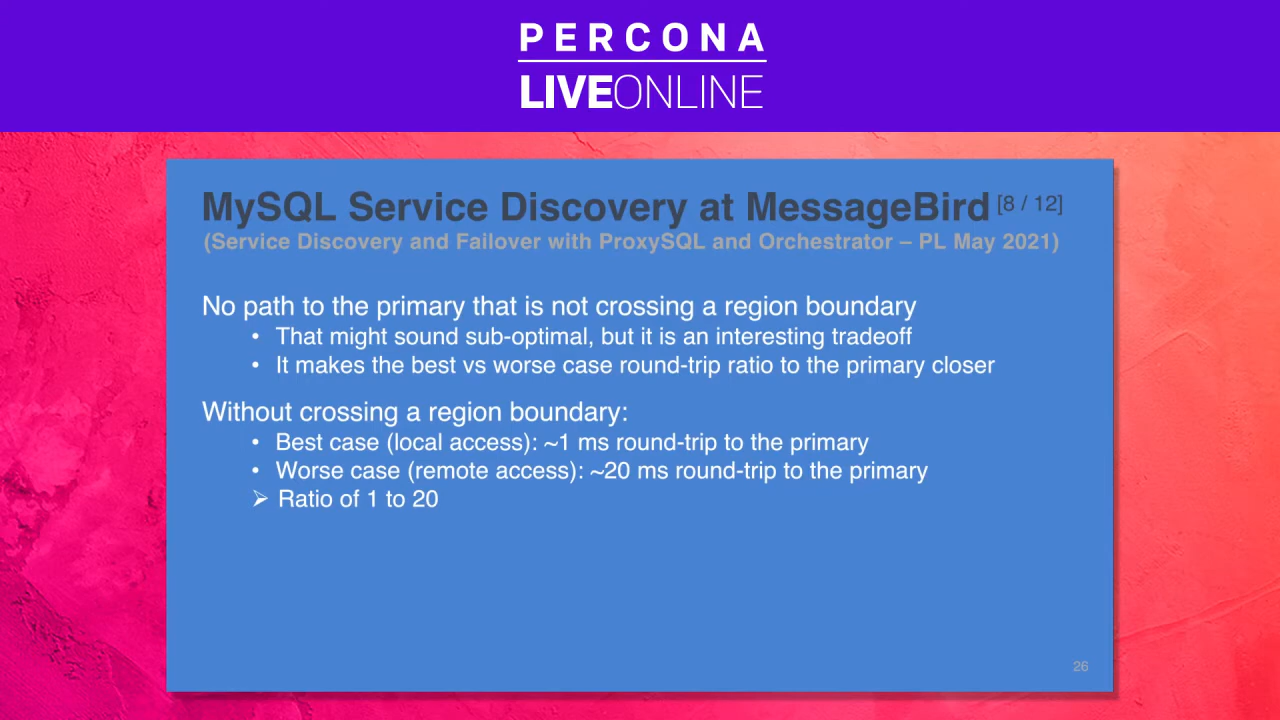 PERCONA
LIVEONLINE
MySQL Service Discovery at MessageBird [8 / 12]
(Service Discovery and Failover with ProxySQL and Orchestrator – PL May 2021)
No path to the primary that is not crossing a region boundary
• That might sound sub-optimal, but it is an interesting tradeoff
• It makes the best vs worse case round-trip ratio to the primary closer
Without crossing a region boundary:
• Best case (local access): ~1 ms round-trip to the primary
• Worse case (remote access): ~20 ms round-trip to the primary
➢ Ratio of 1 to 20
26